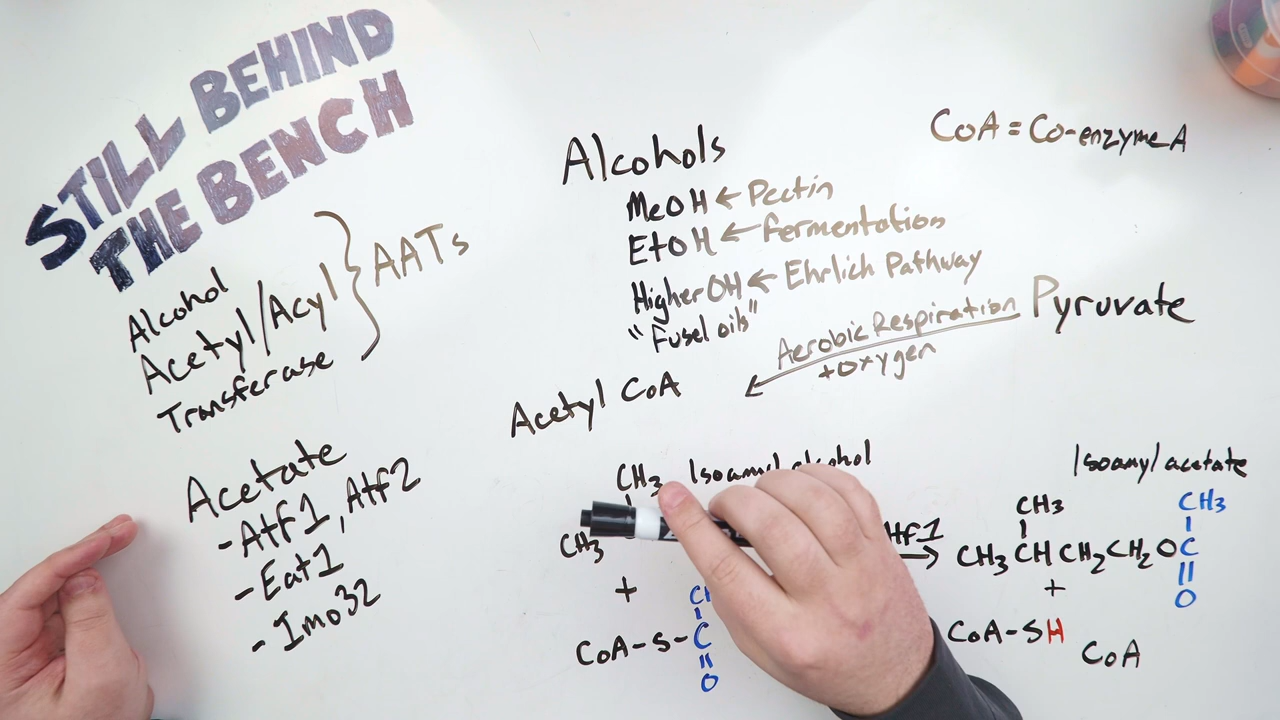 STILL BEHIND
THE BENCH
Alcohol
Acetyl/Acyl
Transferase
AATs
Acetate
-Atf1, Atf2
-Eat1
-Imo32
Alcohols
MeOH ← Pectin
EtOH ← Fermentation
Higher OH ← Ehrlich Pathway
"Fusel oils"
CoA = Co-enzyme A
Pyruvate
Aerobic Respiration
+Oxygen
Acetyl CoA
CH₃ Isoamyl alcohol
CH₃
+
CoA-S-C
O
Isoamyl acetate
CH₃ CH₃
CH₃ CH CH₂ CH₂ O C
O
+
CoA-SH
CoA